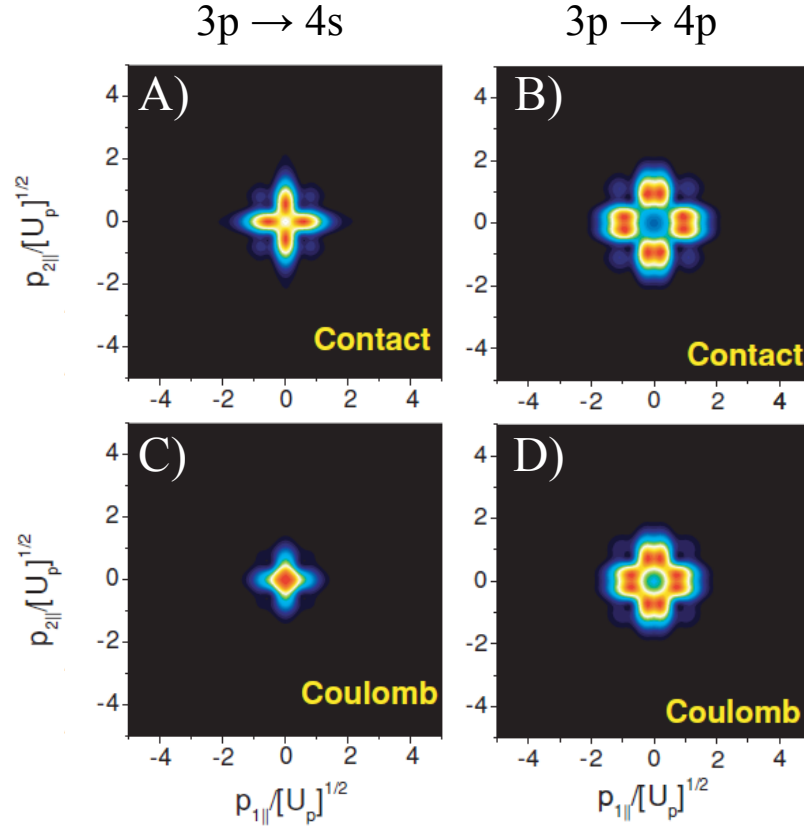 3p → 4s
3p → 4p
A)
4
2
0
-2
-4
-4 -2 0 2 4
p2||/[Up]1/2
Contact
B)
4
2
0
-2
-4
-4 -2 0 2 4
Contact
C)
4
2
0
-2
-4
-4 -2 0 2 4
p2||/[Up]1/2
p1||/[Up]1/2
Coulomb
D)
4
2
0
-2
-4
-4 -2 0 2 4
p1||/[Up]1/2
Coulomb